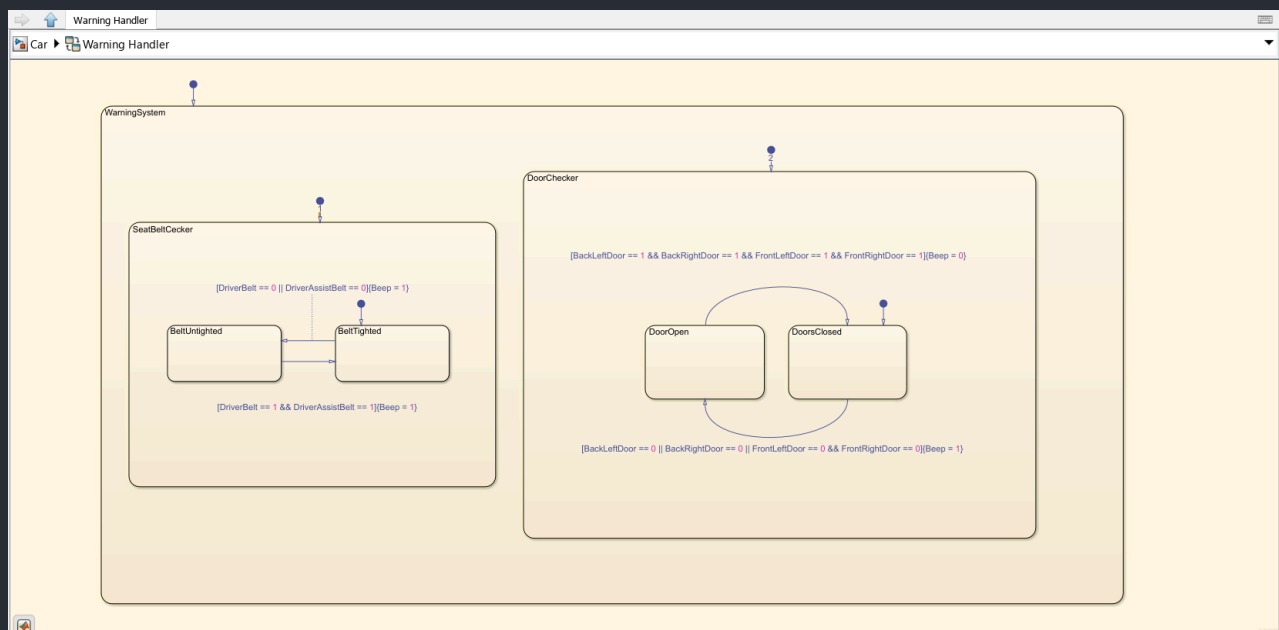 Warning Handler
Car Warning Handler
WarningSystem
2
DoorChecker
SeatBeltCecker
[BackLeftDoor == 1 && BackRightDoor == 1 && FrontLeftDoor == 1 && FrontRightDoor == 1]{Beep = 0}
[DriverBelt == 0 || DriverAssistBelt == 0]{Beep = 1}
BeltUntighted
BeltTighted
DoorOpen
DoorsClosed
[DriverBelt == 1 && DriverAssistBelt == 1]{Beep = 1}
[BackLeftDoor == 0 || BackRightDoor == 0 || FrontLeftDoor == 0 && FrontRightDoor == 0]{Beep = 1}